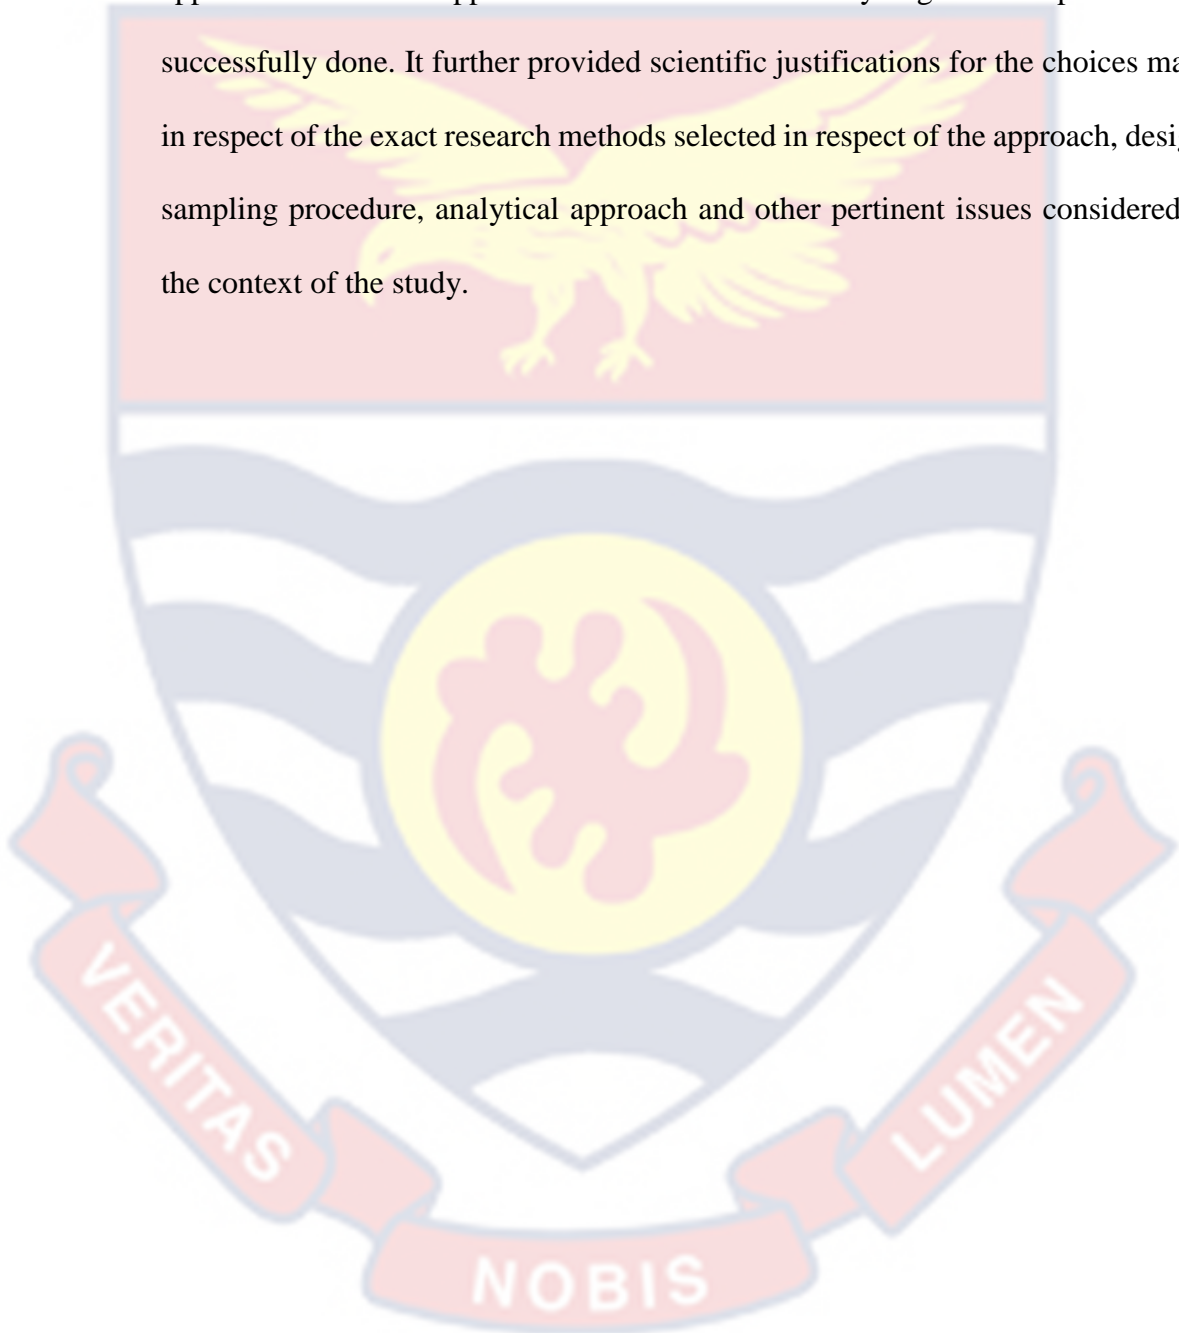 successfully done. It further provided scientific justifications for the choices ma
in respect of the exact research methods selected in respect of the approach, desig
sampling procedure, analytical approach and other pertinent issues considered
the context of the study.
VERITAS
NOBIS
LUMEN